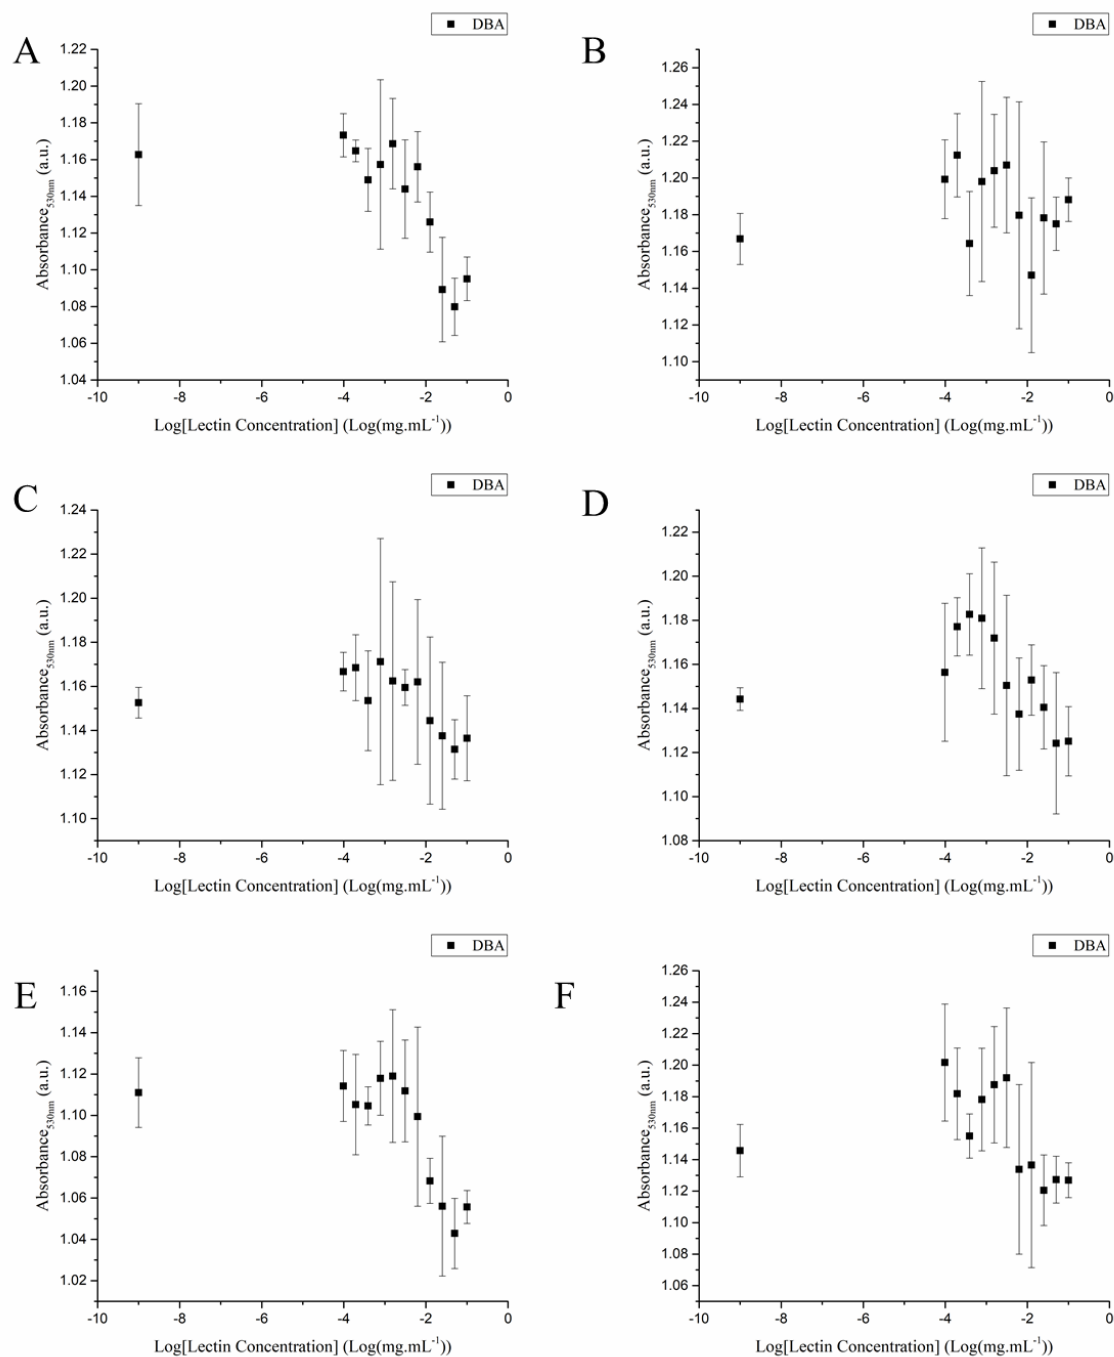 DBA
A
1.22
1.20
1.18
1.16
1.14
1.12
1.10
1.08
1.06
1.04
Absorbance530nm (a.u.)
-10 -8 -6 -4 -2 0
Log[Lectin Concentration] (Log(mg.mL-1))
DBA
B
1.26
1.24
1.22
1.20
1.18
1.16
1.14
1.12
1.10
Absorbance530nm (a.u.)
-10 -8 -6 -4 -2 0
Log[Lectin Concentration] (Log(mg.mL-1))
DBA
C
1.24
1.22
1.20
1.18
1.16
1.14
1.12
1.10
Absorbance530nm (a.u.)
-10 -8 -6 -4 -2 0
Log[Lectin Concentration] (Log(mg.mL-1))
DBA
D
1.22
1.20
1.18
1.16
1.14
1.12
1.10
1.08
Absorbance530nm (a.u.)
-10 -8 -6 -4 -2 0
Log[Lectin Concentration] (Log(mg.mL-1))
DBA
E
1.16
1.14
1.12
1.10
1.08
1.06
1.04
1.02
Absorbance530nm (a.u.)
-10 -8 -6 -4 -2 0
Log[Lectin Concentration] (Log(mg.mL-1))
DBA
F
1.26
1.24
1.22
1.20
1.18
1.16
1.14
1.12
1.10
1.08
1.06
Absorbance530nm (a.u.)
-10 -8 -6 -4 -2 0
Log[Lectin Concentration] (Log(mg.mL-1))